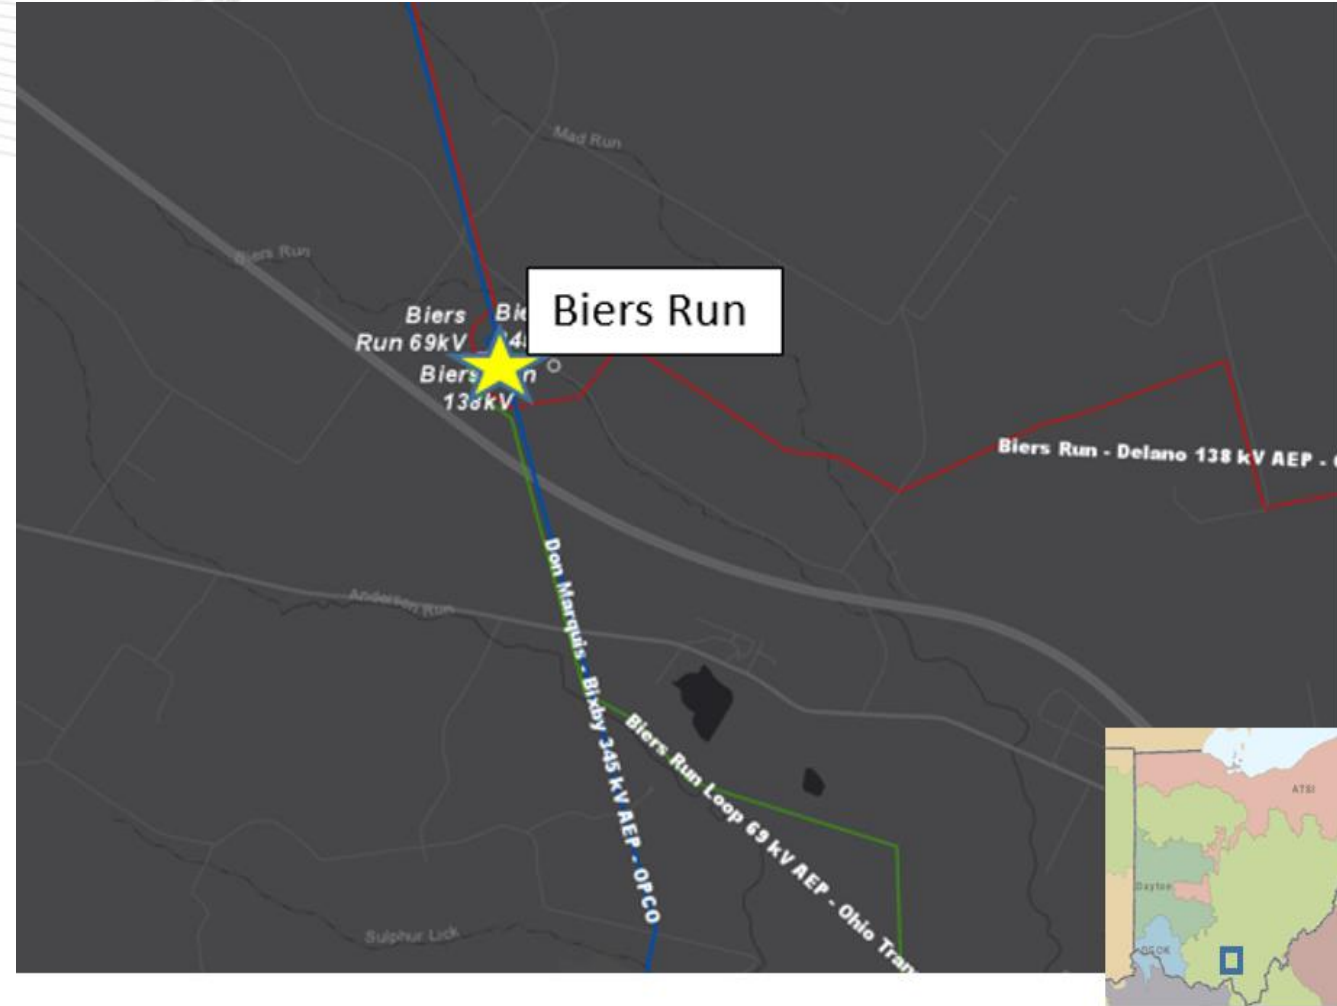 Mad Run
Biers Run
Biers
Run 69kV
Biers Run
138kV
Biers Run - Delano 138 kV AEP -
Don Marquis - Bixby 345 kV AEP - OPCO
Anderson Run
Biers Run Loop 69 kV AEP - Ohio Tran
Sulphur Lick
ATSI
Dayton
DEOK